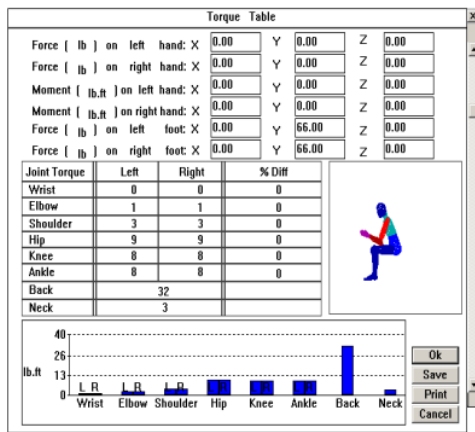 Torque Table
Force ( lb ) on left hand: X 0.00 Y 0.00 Z 0.00
Force ( lb ) on right hand: X 0.00 Y 0.00 Z 0.00
Moment ( lb.ft ) on left hand: X 0.00 Y 0.00 Z 0.00
Moment ( lb.ft ) on right hand: X 0.00 Y 0.00 Z 0.00
Force ( lb ) on left foot: X 0.00 Y 66.00 Z 0.00
Force ( lb ) on right foot: X 0.00 Y 66.00 Z 0.00
Joint Torque Left Right % Diff
Wrist 0 0 0
Elbow 1 1 0
Shoulder 3 3 0
Hip 9 9 0
Knee 8 8 0
Ankle 8 8 0
Back 32
Neck 3
40
26
lb.ft
13
0
L R L R L R L R L R L R
Wrist Elbow Shoulder Hip Knee Ankle Back Neck
Ok
Save
Print
Cancel